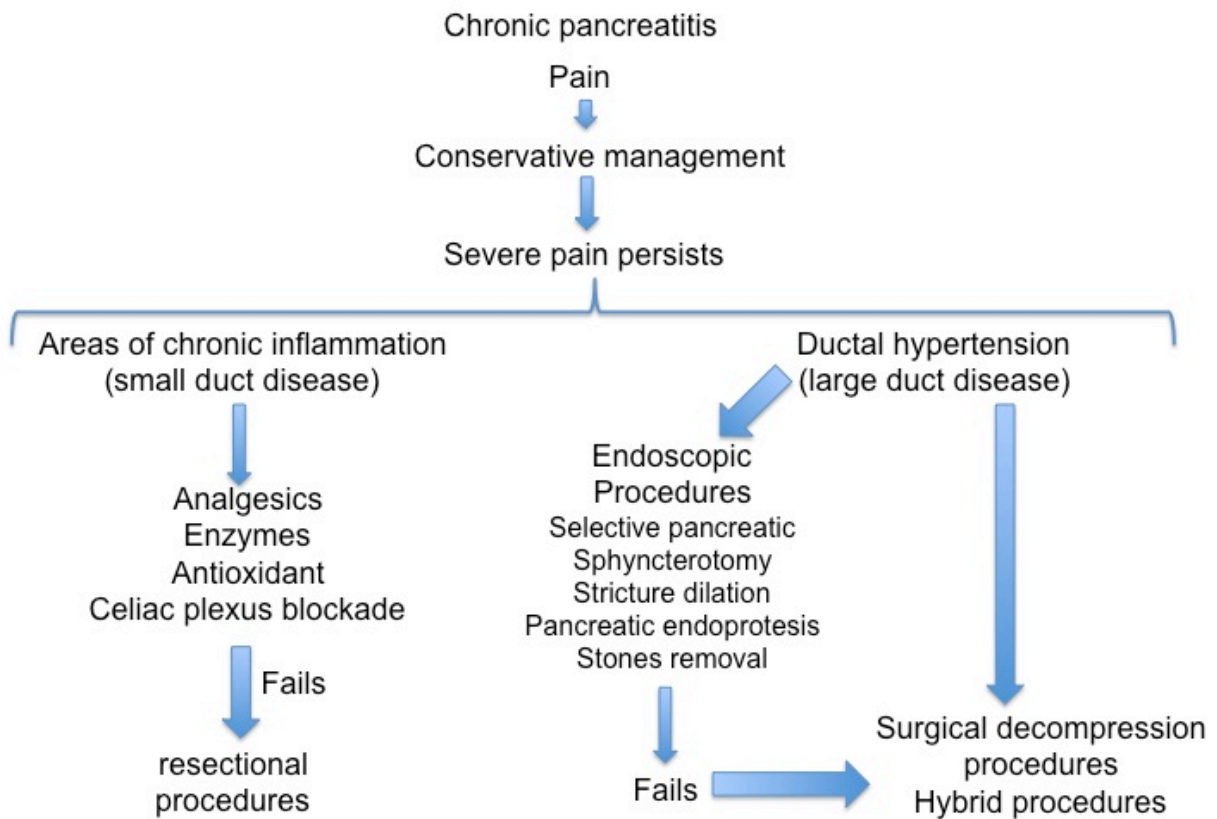 Chronic pancreatitis
Pain
Conservative management
Severe pain persists
Areas of chronic inflammation
(small duct disease)
Analgesics
Enzymes
Antioxidant
Celiac plexus blockade
Fails
resectional
procedures
Ductal hypertension
(large duct disease)
Endoscopic
Procedures
Selective pancreatic
Sphyncterotomy
Stricture dilation
Pancreatic endoprotesis
Stones removal
Fails
Surgical decompression
procedures
Hybrid procedures